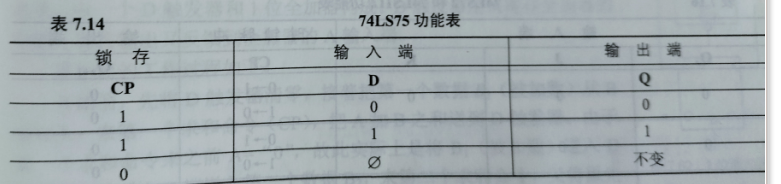 表 7.14 74LS75 功能表
锁 存 输 入 端 输 出 端
CP D Q
1 0 0
1 1 1
0 ∅ 不变